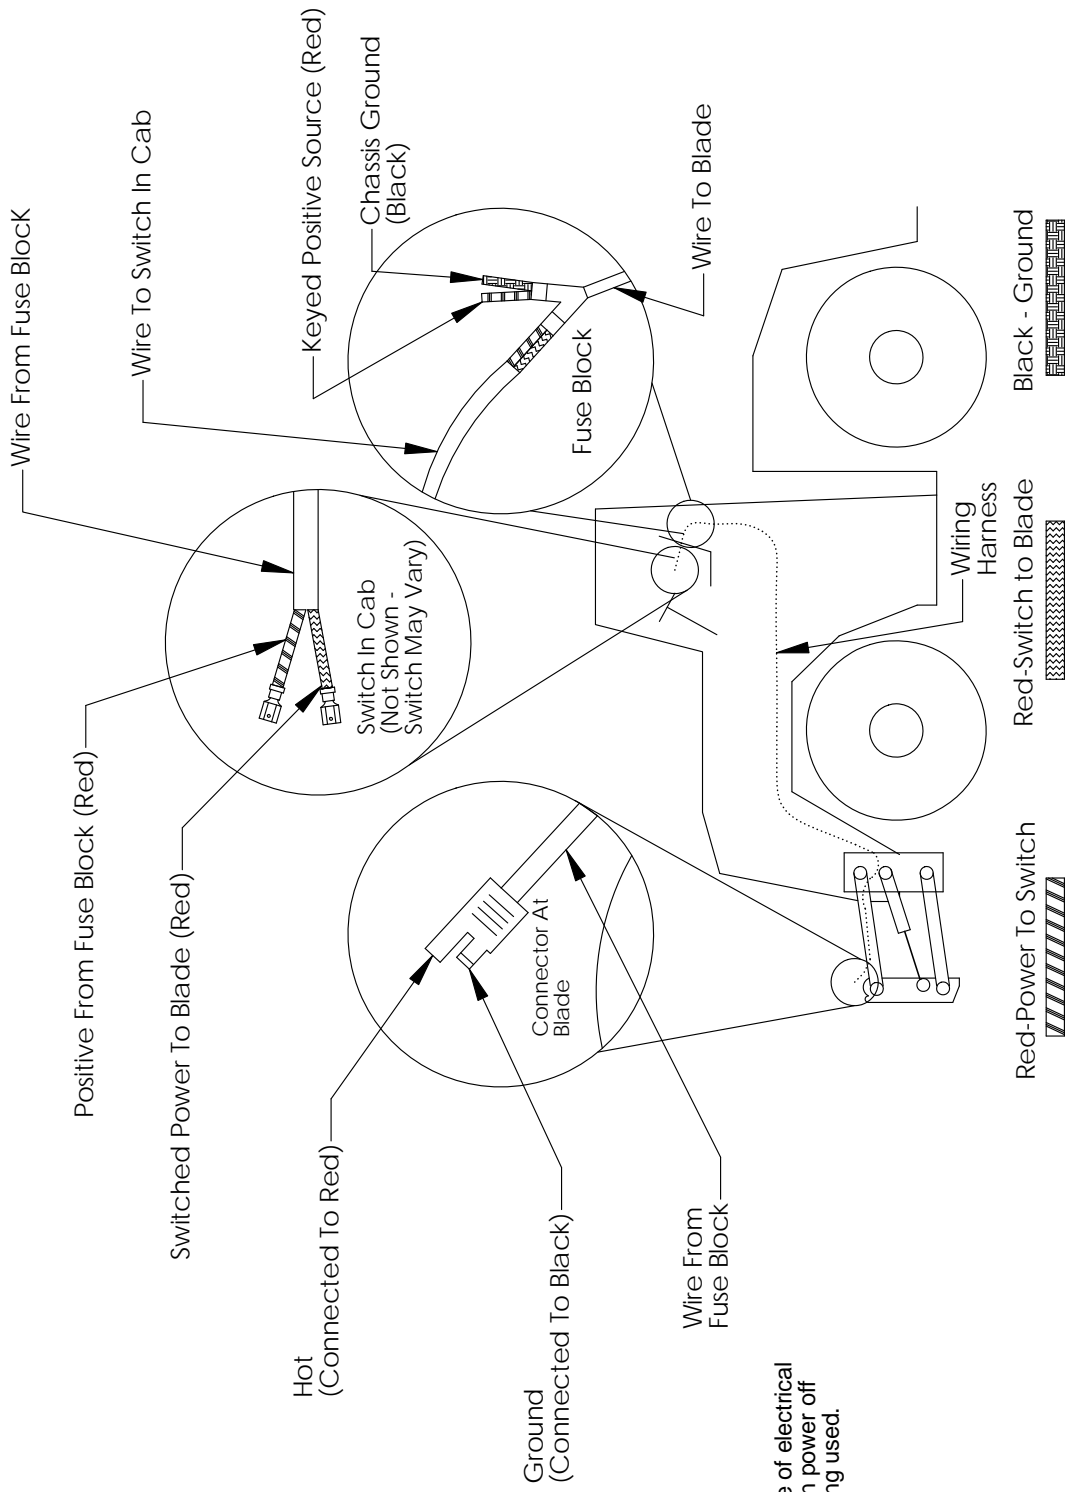 Wire From Fuse BlocK
Wire To Switch In Cab
Keyed Positive Source (Red)
Chassis Ground
(Black)
Wire To Blade
Fuse Block
Positive From Fuse Block (Red)
Switched Power To Blade (Red)
Switch In Cab
(Not Shown -
Switch May Vary)
Hot
(Connected To Red)
Ground
(Connected To Black)
Connector At
Blade
Wire From
Fuse Block
Wiring
Harness
e of electrical
n power off
ng used.
Red-Power To Switch
Red-Switch to Blade
Black - Ground